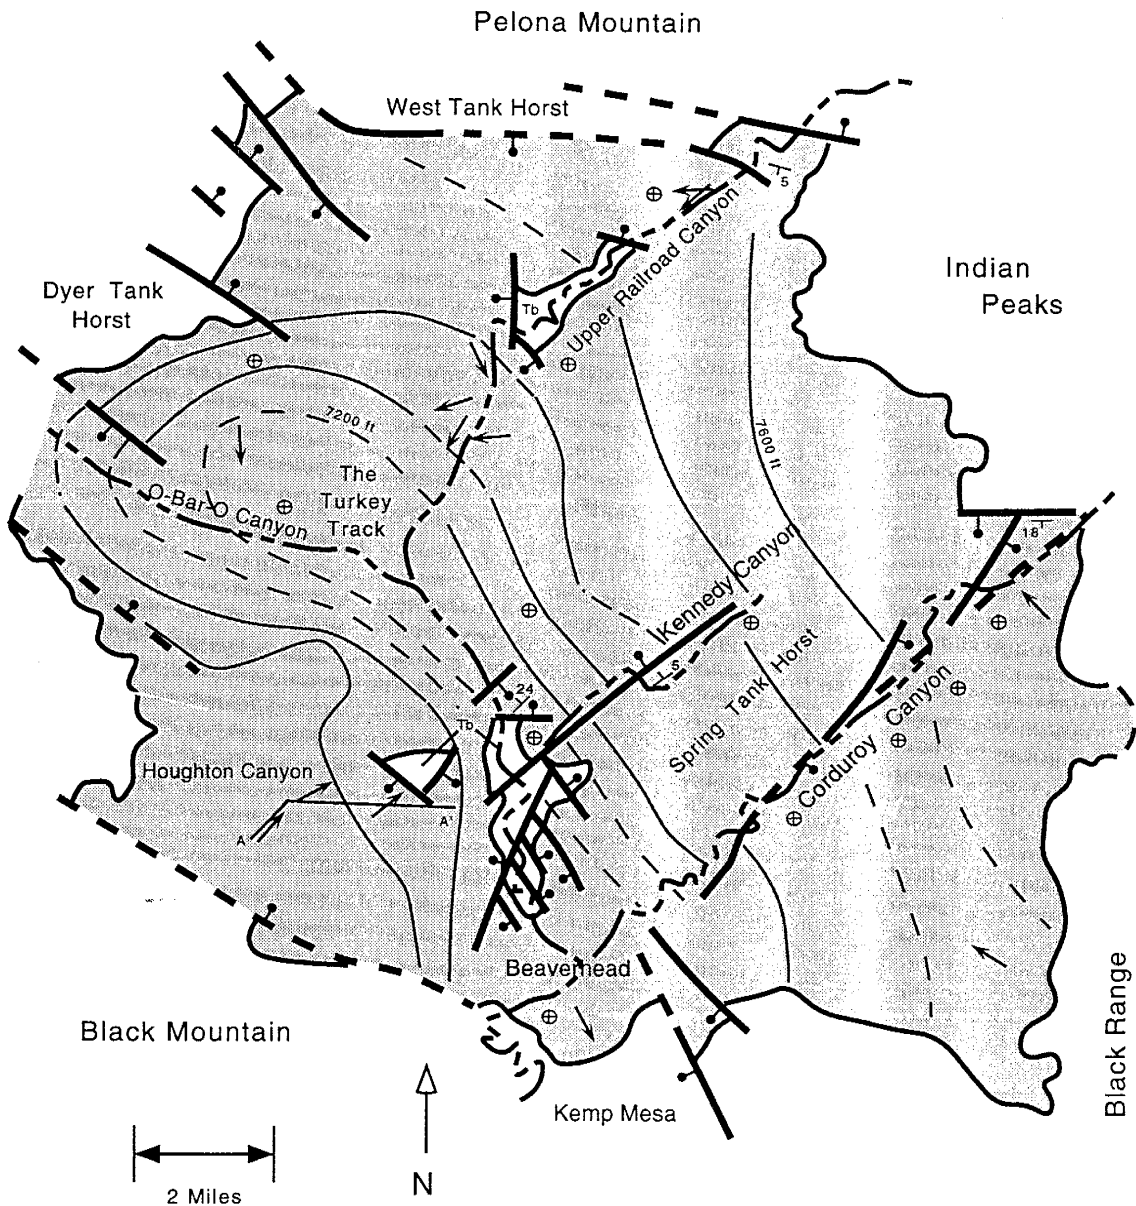 Pelona Mountain
West Tank Horst
5
Upper Railroad Canyon
Indian
Peaks
Dyer Tank
Horst
Tb
7200 ft
7600 ft
The
Turkey
Track
O-Bar-O Canyon
18
Kennedy Canyon
5
Spring Tank Horst
24
Tb
Corduroy Canyon
Houghton Canyon
A
A'
Beaverhead
Black Mountain
Black Range
Kemp Mesa
N
2 Miles